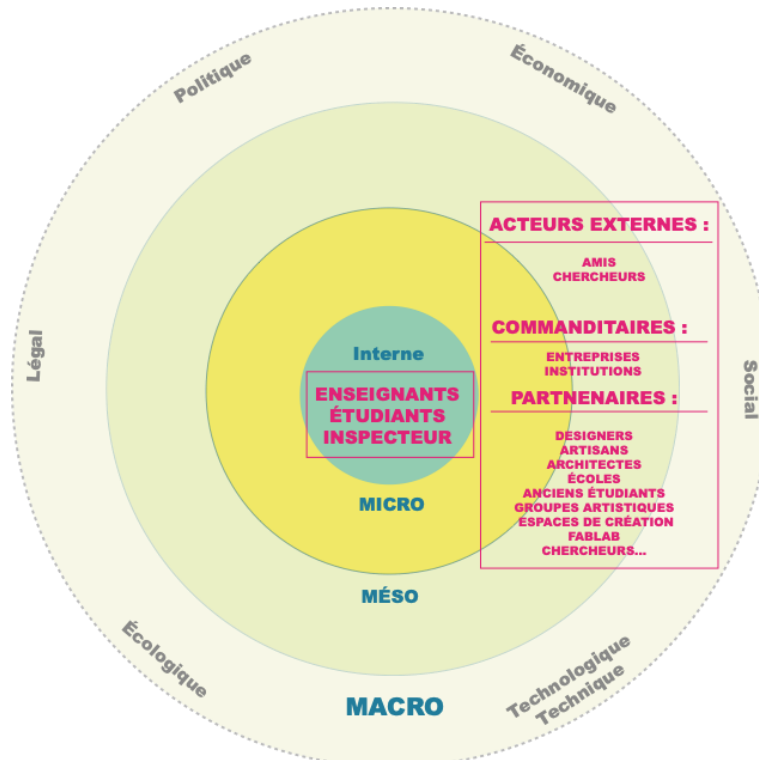 Politique
Économique
ACTEURS EXTERNES :
AMIS
CHERCHEURS
COMMANDITAIRES :
ENTREPRISES
INSTITUTIONS
PARTNENAIRES :
DESIGNERS
ARTISANS
ARCHITECTES
ÉCOLES
ANCIENS ÉTUDIANTS
GROUPES ARTISTIQUES
ESPACES DE CRÉATION
FABLAB
CHERCHEURS...
Légal
Interne
ENSEIGNANTS
ÉTUDIANTS
INSPECTEUR
Social
MICRO
MÉSO
Écologique
Technologique
Technique
MACRO